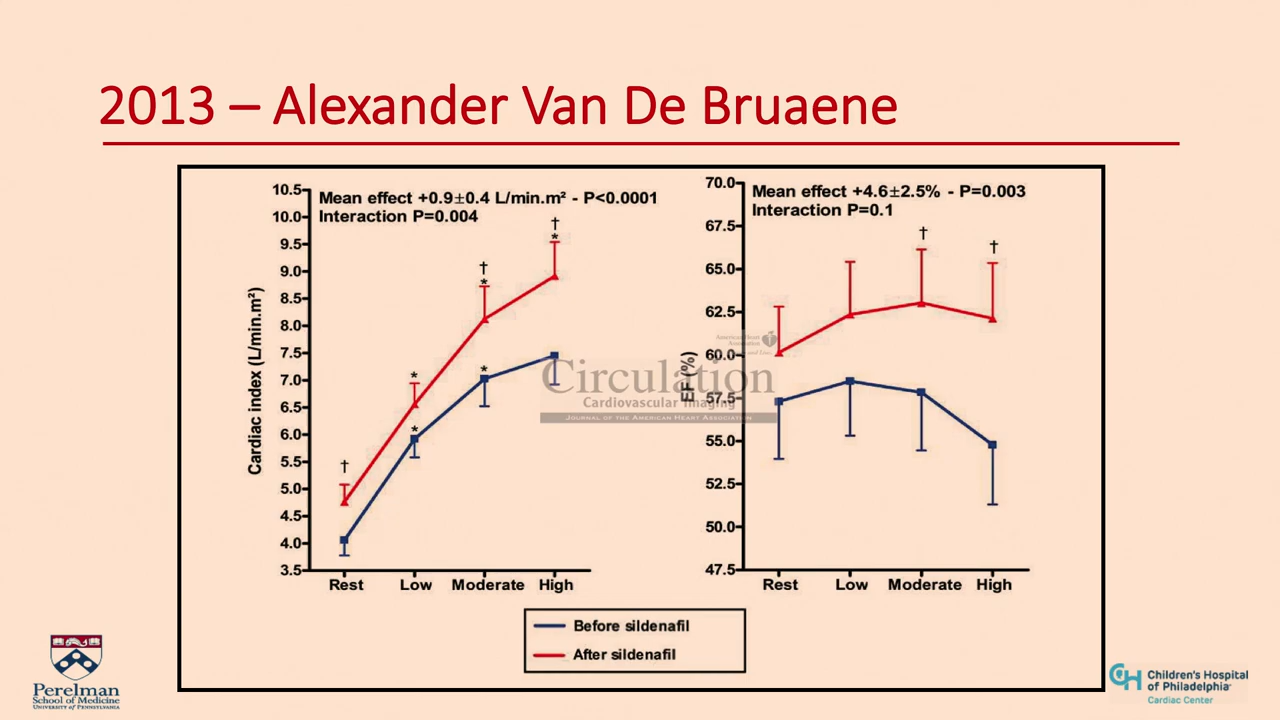 2013 – Alexander Van De Bruaene
Mean effect +0.9±0.4 L/min.m² - P<0.0001
Interaction P=0.004
10.5
10.0
9.5
9.0
8.5
8.0
7.5
7.0
6.5
6.0
5.5
5.0
4.5
4.0
3.5
Cardiac index (L/min.m²)
†
*
*
*
†
*
†
*
Rest Low Moderate High
Mean effect +4.6±2.5% - P=0.003
Interaction P=0.1
70.0
67.5
65.0
62.5
60.0
57.5
55.0
52.5
50.0
47.5
EF (%)
†
†
Rest Low Moderate High
American Heart
Association
Circulation
Cardiovascular Imaging
JOURNAL OF THE AMERICAN HEART ASSOCIATION
Before sildenafil
After sildenafil
Perelman
School of Medicine
UNIVERSITY of PENNSYLVANIA
CH Children's Hospital
of Philadelphia
Cardiac Center